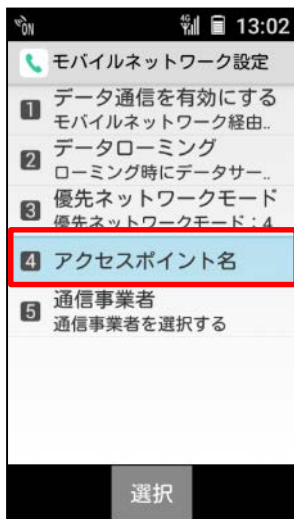 ON 4G 13:02
モバイルネットワーク設定
1 データ通信を有効にする
モバイルネットワーク経由..
2 データローミング
ローミング時にデータサー..
3 優先ネットワークモード
優先ネットワークモード：4
4 アクセスポイント名
5 通信事業者
通信事業者を選択する
選択